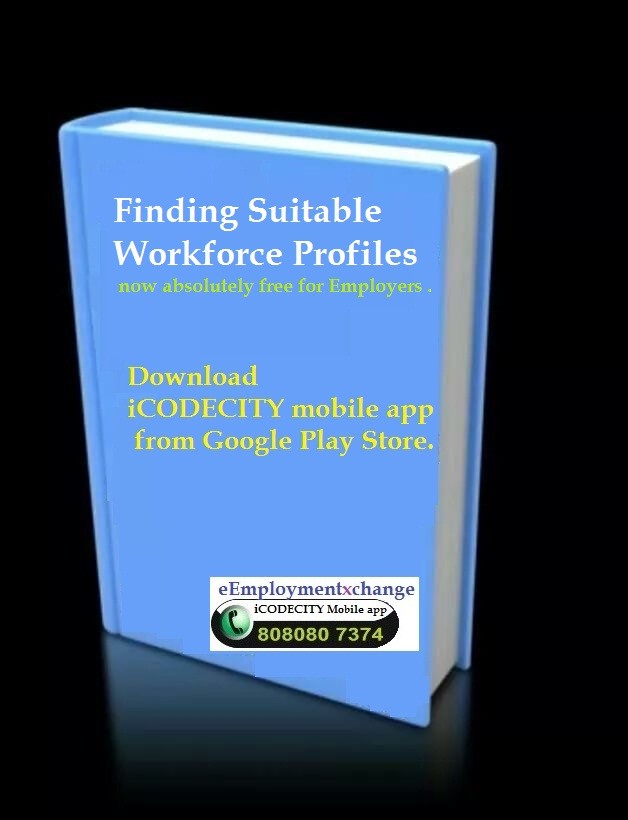 Finding Suitable
Workforce Profiles
now absolutely free for Employers .
Download
iCODECITY mobile app
from Google Play Store.
eEmploymentxchange
iCODECITY Mobile app
808080 7374